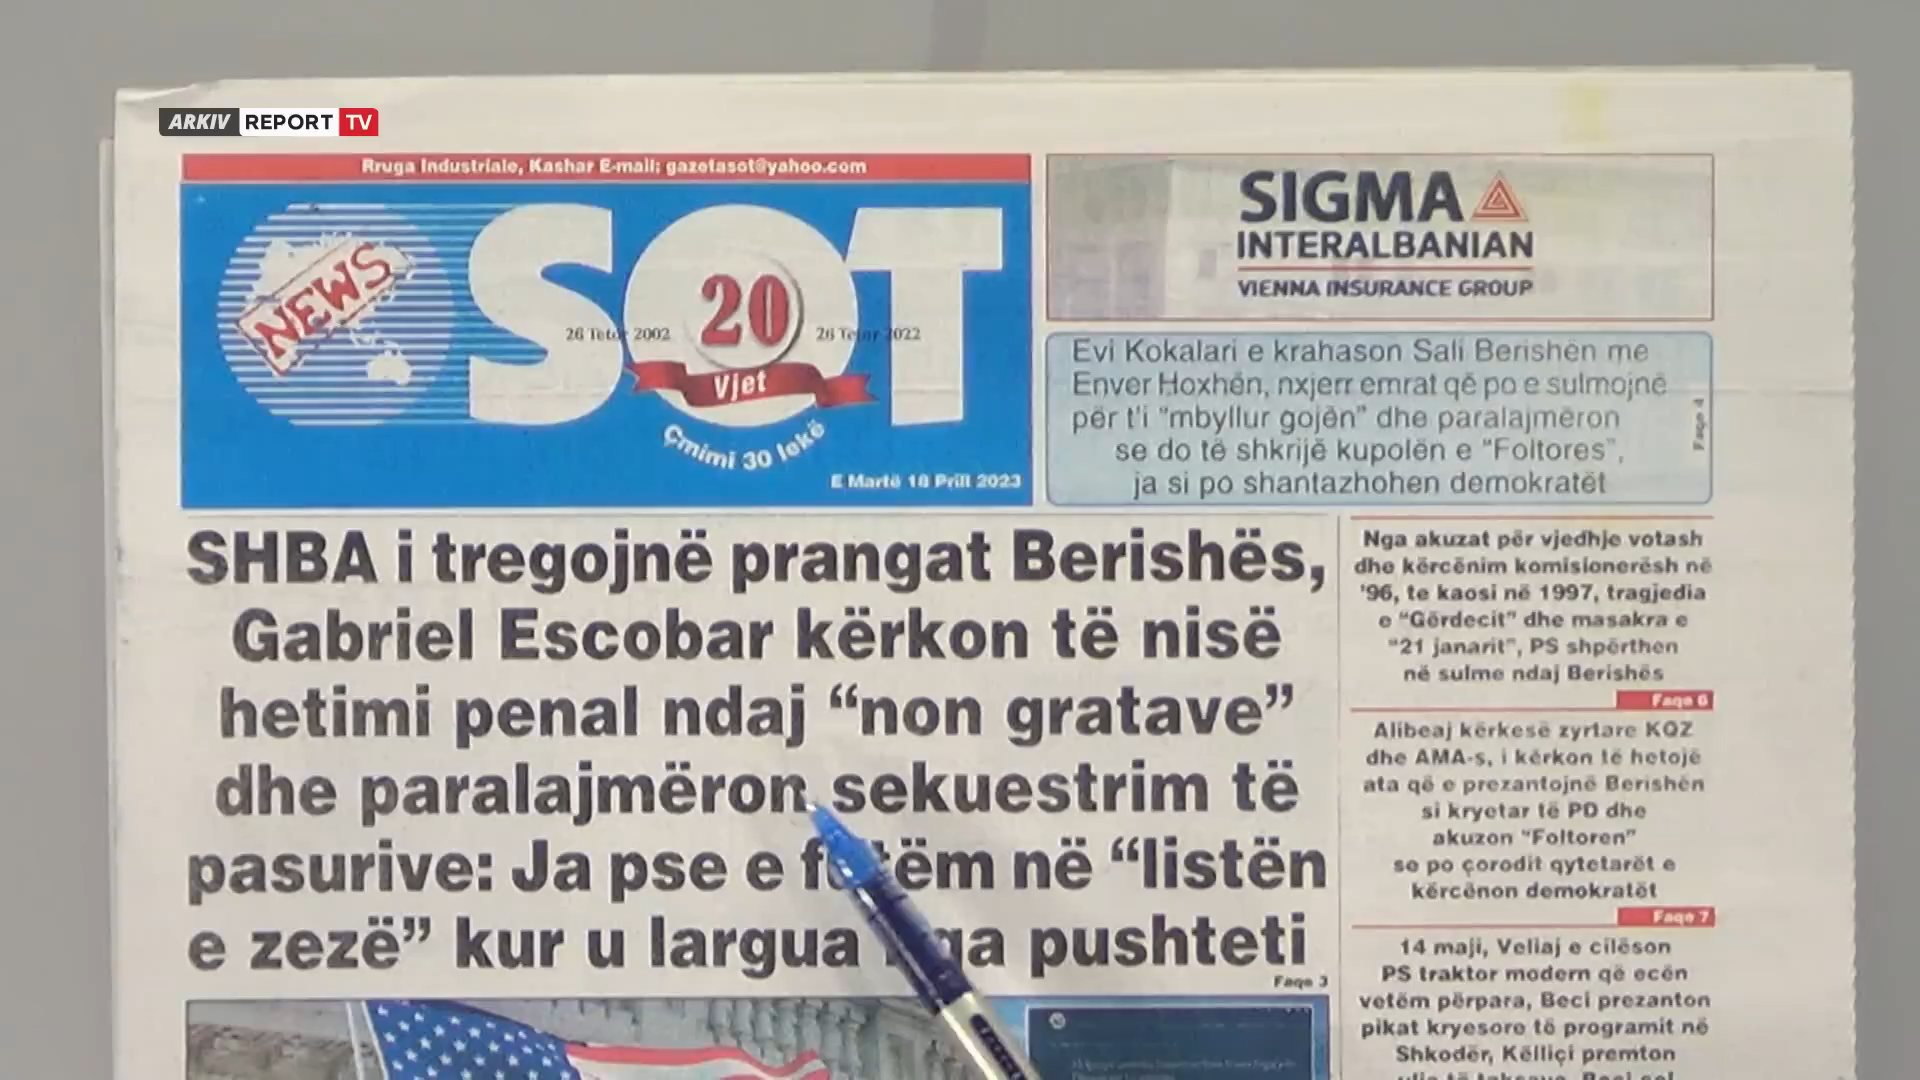 ARKIV REPORT TV
Rruga Industriale, Kashar E-mail: gazetasot@yahoo.com
NEWS
SOT
26 Tetor 2002
20
26 Tetor 2022
Vjet
Çmimi 30 lekë
E Martë 18 Prill 2023
SIGMA
INTERALBANIAN
VIENNA INSURANCE GROUP
Evi Kokalari e krahason Sali Berishën me
Enver Hoxhën, nxjerr emrat që po e sulmojnë
për t'i "mbyllur gojën" dhe paralajmëron
se do të shkrijë kupolën e "Foltores",
ja si po shantazhohen demokratët
Faqe 4
SHBA i tregojnë prangat Berishës,
Gabriel Escobar kërkon të nisë
hetimi penal ndaj “non gratave”
dhe paralajmëron sekuestrim të
pasurive: Ja pse e në “listën
e zezë” kur u largua pushteti
Faqe 3
Nga akuzat për vjedhje votash
dhe kërcënim komisionerësh në
'96, te kaosi në 1997, tragjedia
e “Gërdecit” dhe masakra e
“21 janarit”, PS shpërthen
në sulme ndaj Berishës
Faqe 6
Alibeaj kërkesë zyrtare KQZ
dhe AMA-s, i kërkon të hetojë
ata që e prezantojnë Berishën
si kryetar të PD dhe
akuzon “Foltoren”
se po çorodit qytetarët e
kërcënon demokratët
Faqe 7
14 maji, Veliaj e cilëson
PS traktor modern që ecën
vetëm përpara, Beci prezanton
pikat kryesore të programit në
Shkodër, Këlliçi premton